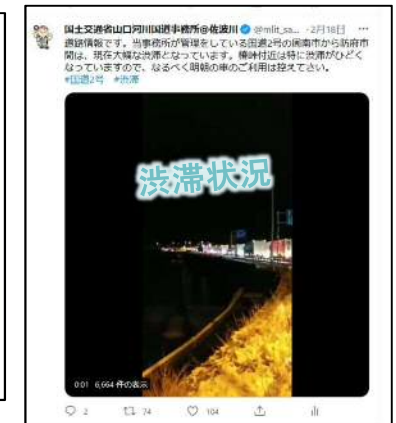 国土交通省山口河川国道事務所@佐波川 @mlit_sa... ·2月18日 ...
道路情報です。当事務所が管理をしている国道2号の周南市から防府市
間は、現在大幅な渋滞となっています。椿峠付近は特に渋滞がひどく
なっていますので、なるべく明朝の車のご利用は控えてさい。
#国道2号 #渋滞
渋滞状況
0:01 6,664 件の表示
2 74 104